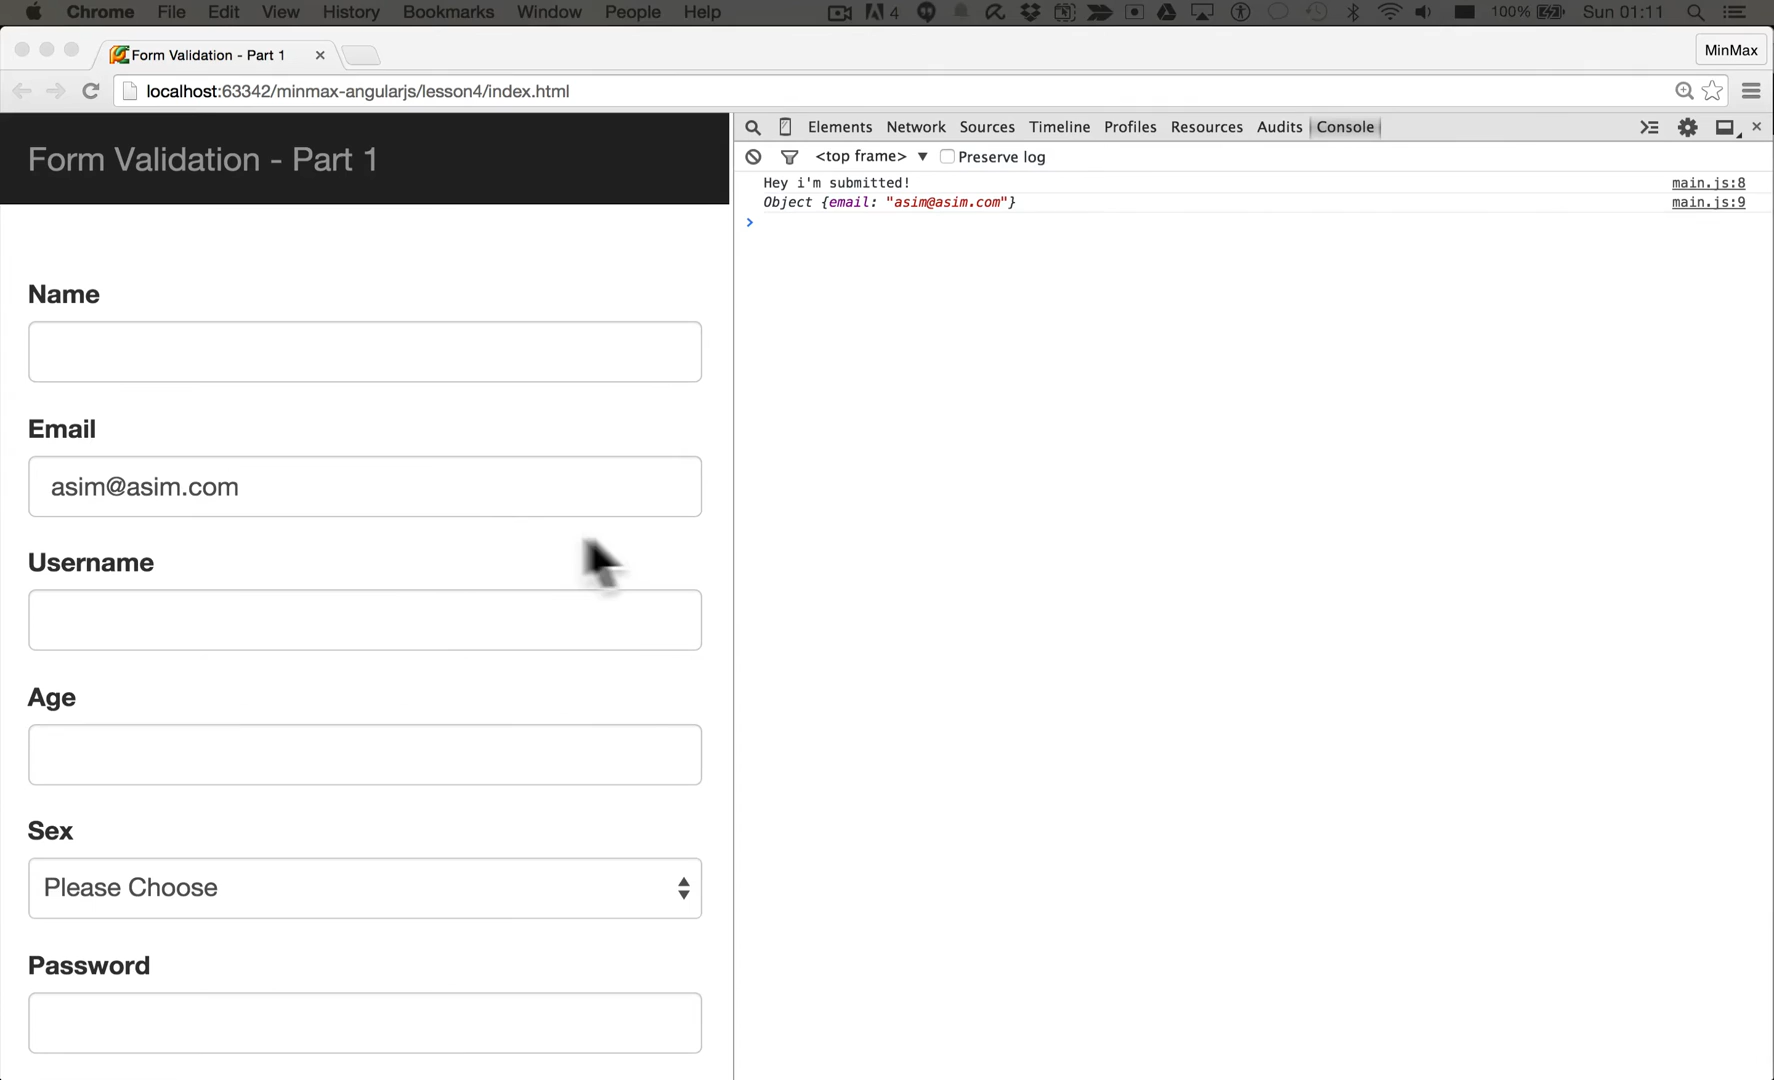 Chrome File Edit View History Bookmarks Window People Help 4 100% Sun 01:11
Form Validation - Part 1 MinMax
localhost:63342/minmax-angularjs/lesson4/index.html
Elements Network Sources Timeline Profiles Resources Audits Console
<top frame> Preserve log
Hey i'm submitted! main.js:8
Object {email: "asim@asim.com"} main.js:9
Form Validation - Part 1
Name
Email
asim@asim.com
Username
Age
Sex
Please Choose
Password